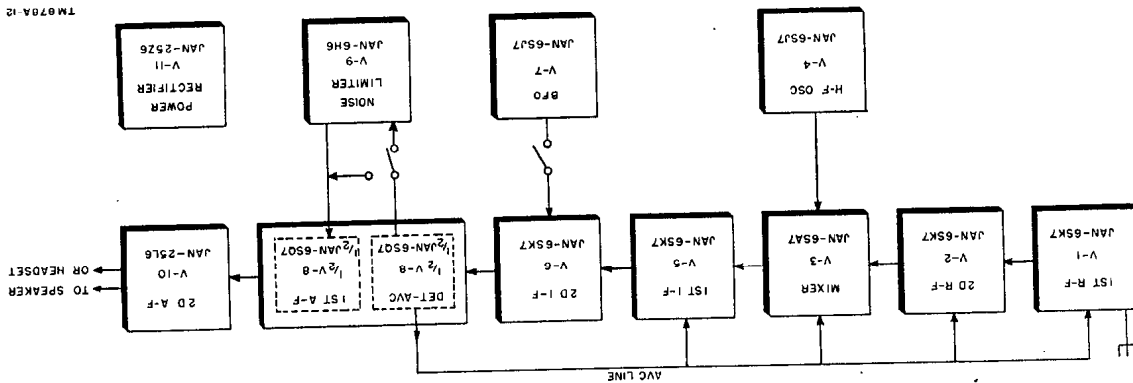 AVC LINE
1ST R-F
V-1
JAN-6SK7
2D R-F
V-2
JAN-6SK7
MIXER
V-3
JAN-6SA7
1ST I-F
V-5
JAN-6SK7
2D I-F
V-6
JAN-6SK7
DET-AVC
1/2 V-8
1/2 JAN-6SQ7
1ST A-F
1/2 V-8
1/2 JAN-6SQ7
2D A-F
V-10
JAN-25L6
TO SPEAKER
OR HEADSET
H-F OSC
V-4
JAN-6SJ7
BFO
V-7
JAN-6SJ7
NOISE
LIMITER
V-9
JAN-6H6
POWER
RECTIFIER
V-11
JAN-25Z6
TM878A-12